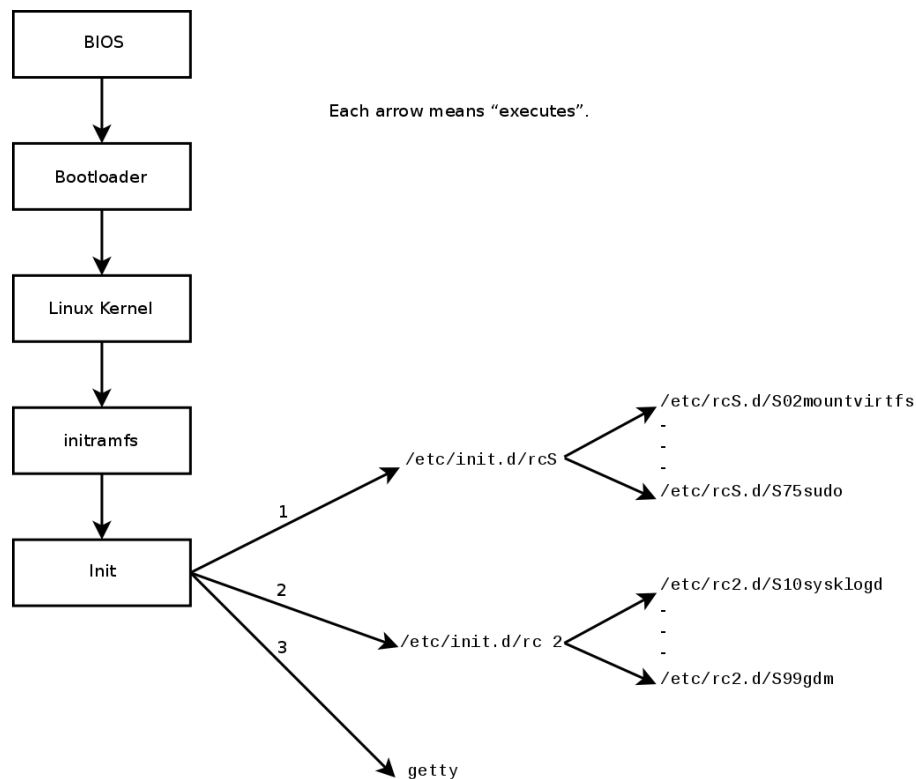 BIOS
Each arrow means “executes”.
Bootloader
Linux Kernel
initramfs
Init
1
2
3
/etc/init.d/rcS
/etc/rcS.d/S02mountvirtfs
-
-
-
/etc/rcS.d/S75sudo
/etc/init.d/rc 2
/etc/rc2.d/S10sysklogd
-
-
-
/etc/rc2.d/S99gdm
getty